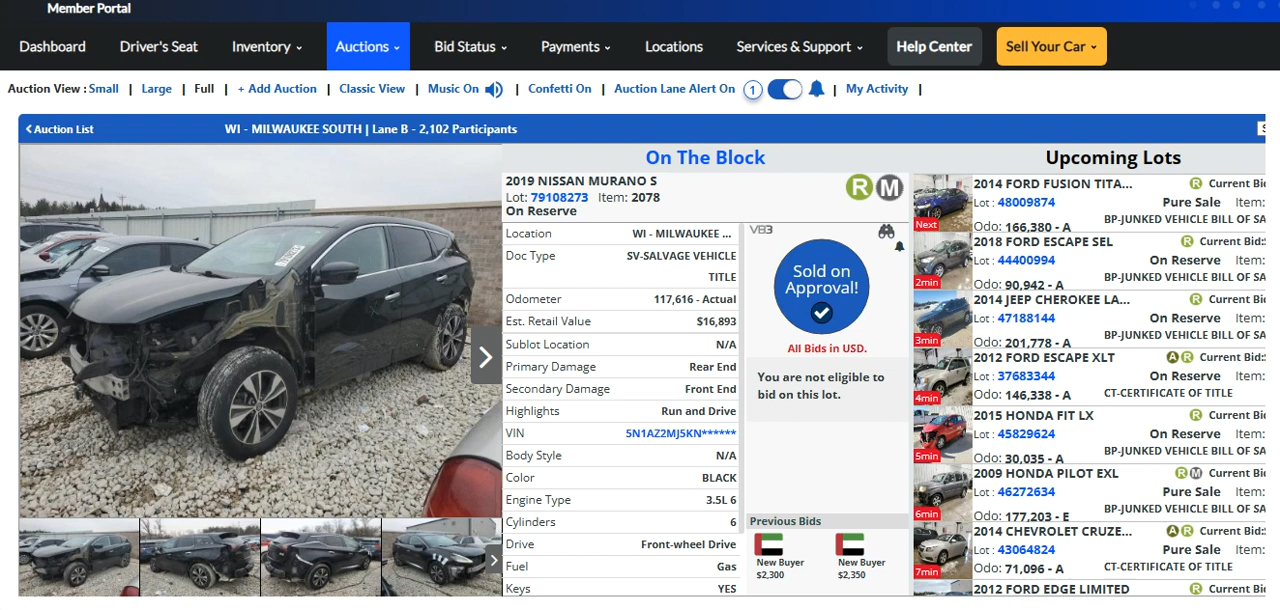 Member Portal
Dashboard Driver's Seat Inventory Auctions Bid Status Payments Locations Services & Support Help Center Sell Your Car
Auction View : Small | Large | Full | + Add Auction | Classic View | Music On | Confetti On | Auction Lane Alert On 1 | My Activity |
Auction List WI - MILWAUKEE SOUTH | Lane B - 2,102 Participants
On The Block
2019 NISSAN MURANO S
Lot: 79108273 Item: 2078
On Reserve
R M
Location WI - MILWAUKEE ...
Doc Type SV-SALVAGE VEHICLE
TITLE
Odometer 117,616 - Actual
Est. Retail Value $16,893
Sublot Location N/A
Primary Damage Rear End
Secondary Damage Front End
Highlights Run and Drive
VIN 5N1AZ2MJ5KN******
Body Style N/A
Color BLACK
Engine Type 3.5L 6
Cylinders 6
Drive Front-wheel Drive
Fuel Gas
Keys YES
VB3
Sold on
Approval!
All Bids in USD.
You are not eligible to
bid on this lot.
Previous Bids
New Buyer New Buyer
$2,300 $2,350
Upcoming Lots
2014 FORD FUSION TITA... R Current Bid
Lot : 48009874 Pure Sale Item:
Next Odo: 166,380 - A BP-JUNKED VEHICLE BILL OF SA
2018 FORD ESCAPE SEL R Current Bid:
Lot : 44400994 On Reserve Item:
2min Odo: 90,942 - A BP-JUNKED VEHICLE BILL OF SA
2014 JEEP CHEROKEE LA... R Current Bid:
Lot : 47188144 On Reserve Item:
3min Odo: 201,778 - A BP-JUNKED VEHICLE BILL OF SA
2012 FORD ESCAPE XLT A R Current Bid:
Lot : 37683344 On Reserve Item:
4min Odo: 146,338 - A CT-CERTIFICATE OF TITLE
2015 HONDA FIT LX R Current Bid:
Lot : 45829624 On Reserve Item:
5min Odo: 30,035 - A BP-JUNKED VEHICLE BILL OF SA
2009 HONDA PILOT EXL R M Current Bi
Lot : 46272634 Pure Sale Item:
6min Odo: 177,203 - E BP-JUNKED VEHICLE BILL OF SA
2014 CHEVROLET CRUZE... A R Current Bid:
Lot : 43064824 Pure Sale Item:
7min Odo: 71,096 - A CT-CERTIFICATE OF TITLE
2012 FORD EDGE LIMITED R Current Bi